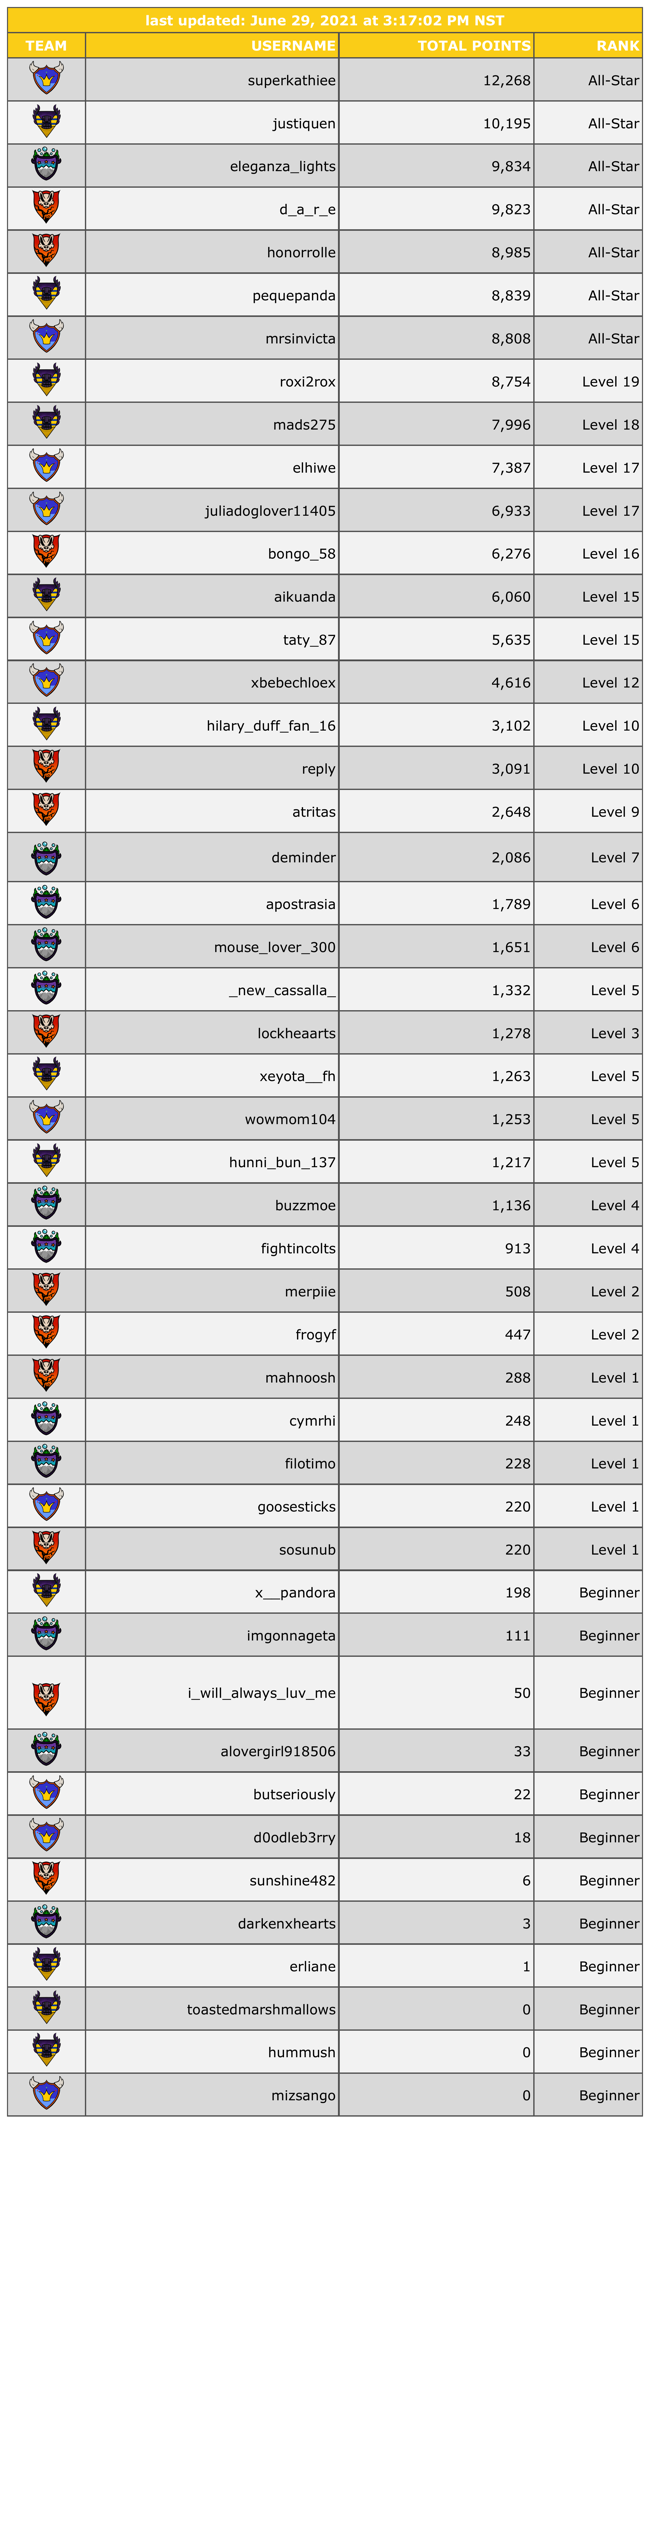 last updated: June 29, 2021 at 3:17:02 PM NST
TEAM USERNAME TOTAL POINTS RANK
superkathiee 12,268 All-Star
justiquen 10,195 All-Star
eleganza_lights 9,834 All-Star
d_a_r_e 9,823 All-Star
honorrolle 8,985 All-Star
pequepanda 8,839 All-Star
mrsinvicta 8,808 All-Star
roxi2rox 8,754 Level 19
mads275 7,996 Level 18
elhiwe 7,387 Level 17
juliadoglover11405 6,933 Level 17
bongo_58 6,276 Level 16
aikuanda 6,060 Level 15
taty_87 5,635 Level 15
xbebechloex 4,616 Level 12
hilary_duff_fan_16 3,102 Level 10
reply 3,091 Level 10
atritas 2,648 Level 9
deminder 2,086 Level 7
apostrasia 1,789 Level 6
mouse_lover_300 1,651 Level 6
_new_cassalla_ 1,332 Level 5
lockheaarts 1,278 Level 3
xeyota__fh 1,263 Level 5
wowmom104 1,253 Level 5
hunni_bun_137 1,217 Level 5
buzzmoe 1,136 Level 4
fightincolts 913 Level 4
merpiie 508 Level 2
frogyf 447 Level 2
mahnoosh 288 Level 1
cymrhi 248 Level 1
filotimo 228 Level 1
goosesticks 220 Level 1
sosunub 220 Level 1
x__pandora 198 Beginner
imgonnageta 111 Beginner
i_will_always_luv_me 50 Beginner
alovergirl918506 33 Beginner
butseriously 22 Beginner
d0odleb3rry 18 Beginner
sunshine482 6 Beginner
darkenxhearts 3 Beginner
erliane 1 Beginner
toastedmarshmallows 0 Beginner
hummush 0 Beginner
mizsango 0 Beginner